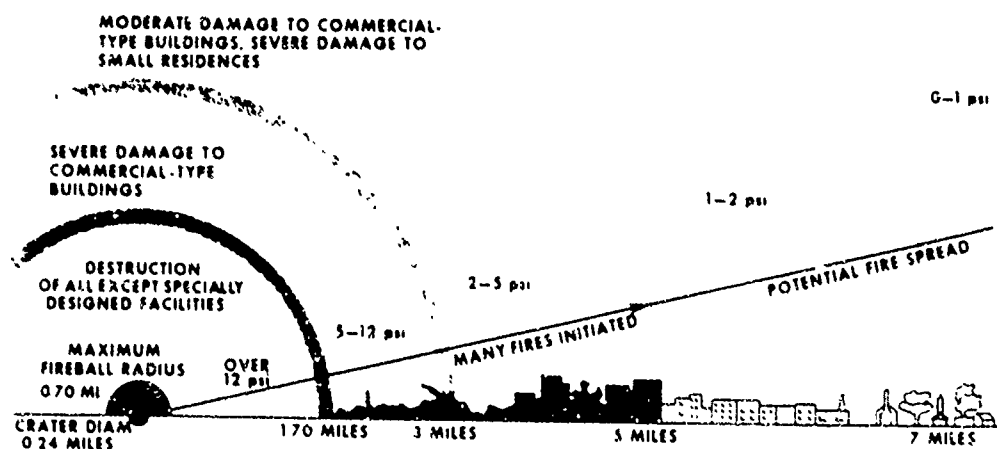 MODERATE DAMAGE TO COMMERCIAL-
TYPE BUILDINGS, SEVERE DAMAGE TO
SMALL RESIDENCES
0-1 psi
SEVERE DAMAGE TO
COMMERCIAL-TYPE
BUILDINGS
1-2 psi
DESTRUCTION
OF ALL EXCEPT SPECIALLY
DESIGNED FACILITIES
2-5 psi
POTENTIAL FIRE SPREAD
5-12 psi
MANY FIRES INITIATED
MAXIMUM
FIREBALL RADIUS
0.70 MI
OVER
12 psi
CRATER DIAM
0.24 MILES
1.70 MILES
3 MILES
5 MILES
7 MILES